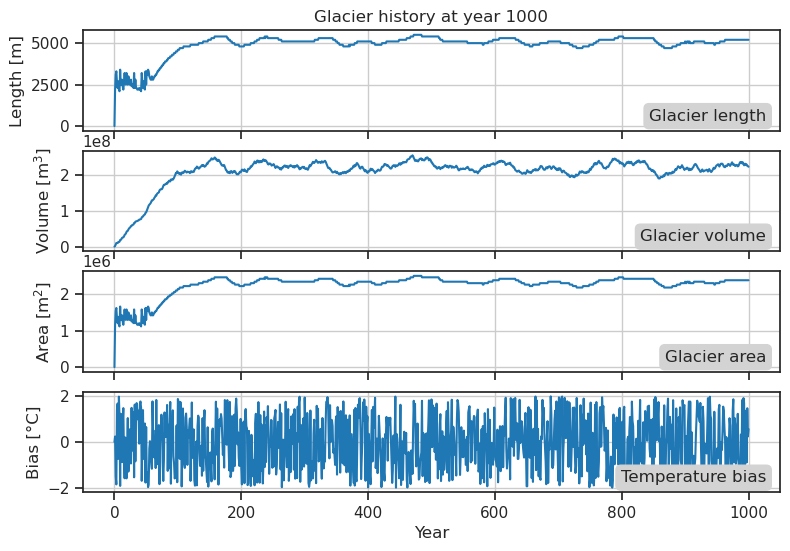 Glacier history at year 1000
Length [m]
5000
2500
0
Glacier length
1e8
Volume [m³]
2
1
0
Glacier volume
1e6
Area [m²]
2
1
0
Glacier area
Bias [°C]
2
0
−2
Temperature bias
0 200 400 600 800 1000
Year